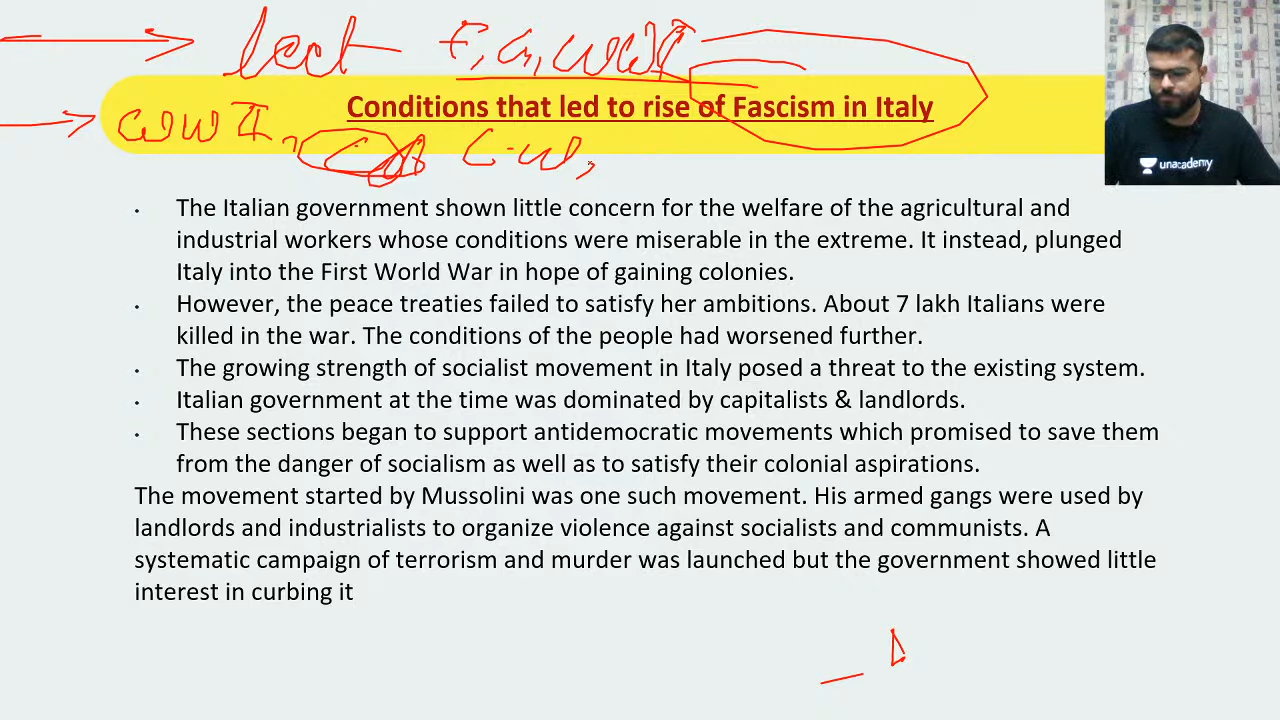 Conditions that led to rise of Fascism in Italy
unacademy
• The Italian government shown little concern for the welfare of the agricultural and
industrial workers whose conditions were miserable in the extreme. It instead, plunged
Italy into the First World War in hope of gaining colonies.
• However, the peace treaties failed to satisfy her ambitions. About 7 lakh Italians were
killed in the war. The conditions of the people had worsened further.
• The growing strength of socialist movement in Italy posed a threat to the existing system.
• Italian government at the time was dominated by capitalists & landlords.
• These sections began to support antidemocratic movements which promised to save them
from the danger of socialism as well as to satisfy their colonial aspirations.
The movement started by Mussolini was one such movement. His armed gangs were used by
landlords and industrialists to organize violence against socialists and communists. A
systematic campaign of terrorism and murder was launched but the government showed little
interest in curbing it